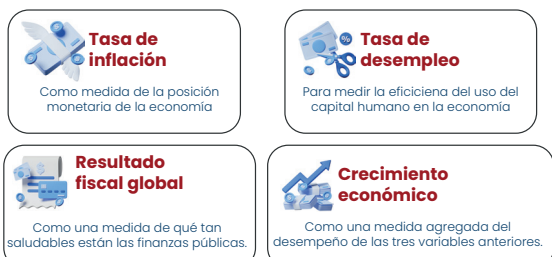 Tasa de
inflación
Como medida de la posición
monetaria de la economía
%
Tasa de
desempleo
Para medir la eficiciena del uso del
capital humano en la economía
Resultado
fiscal global
Como una medida de qué tan
saludables están las finanzas públicas.
Crecimiento
económico
Como una medida agregada del
desempeño de las tres variables anteriores.